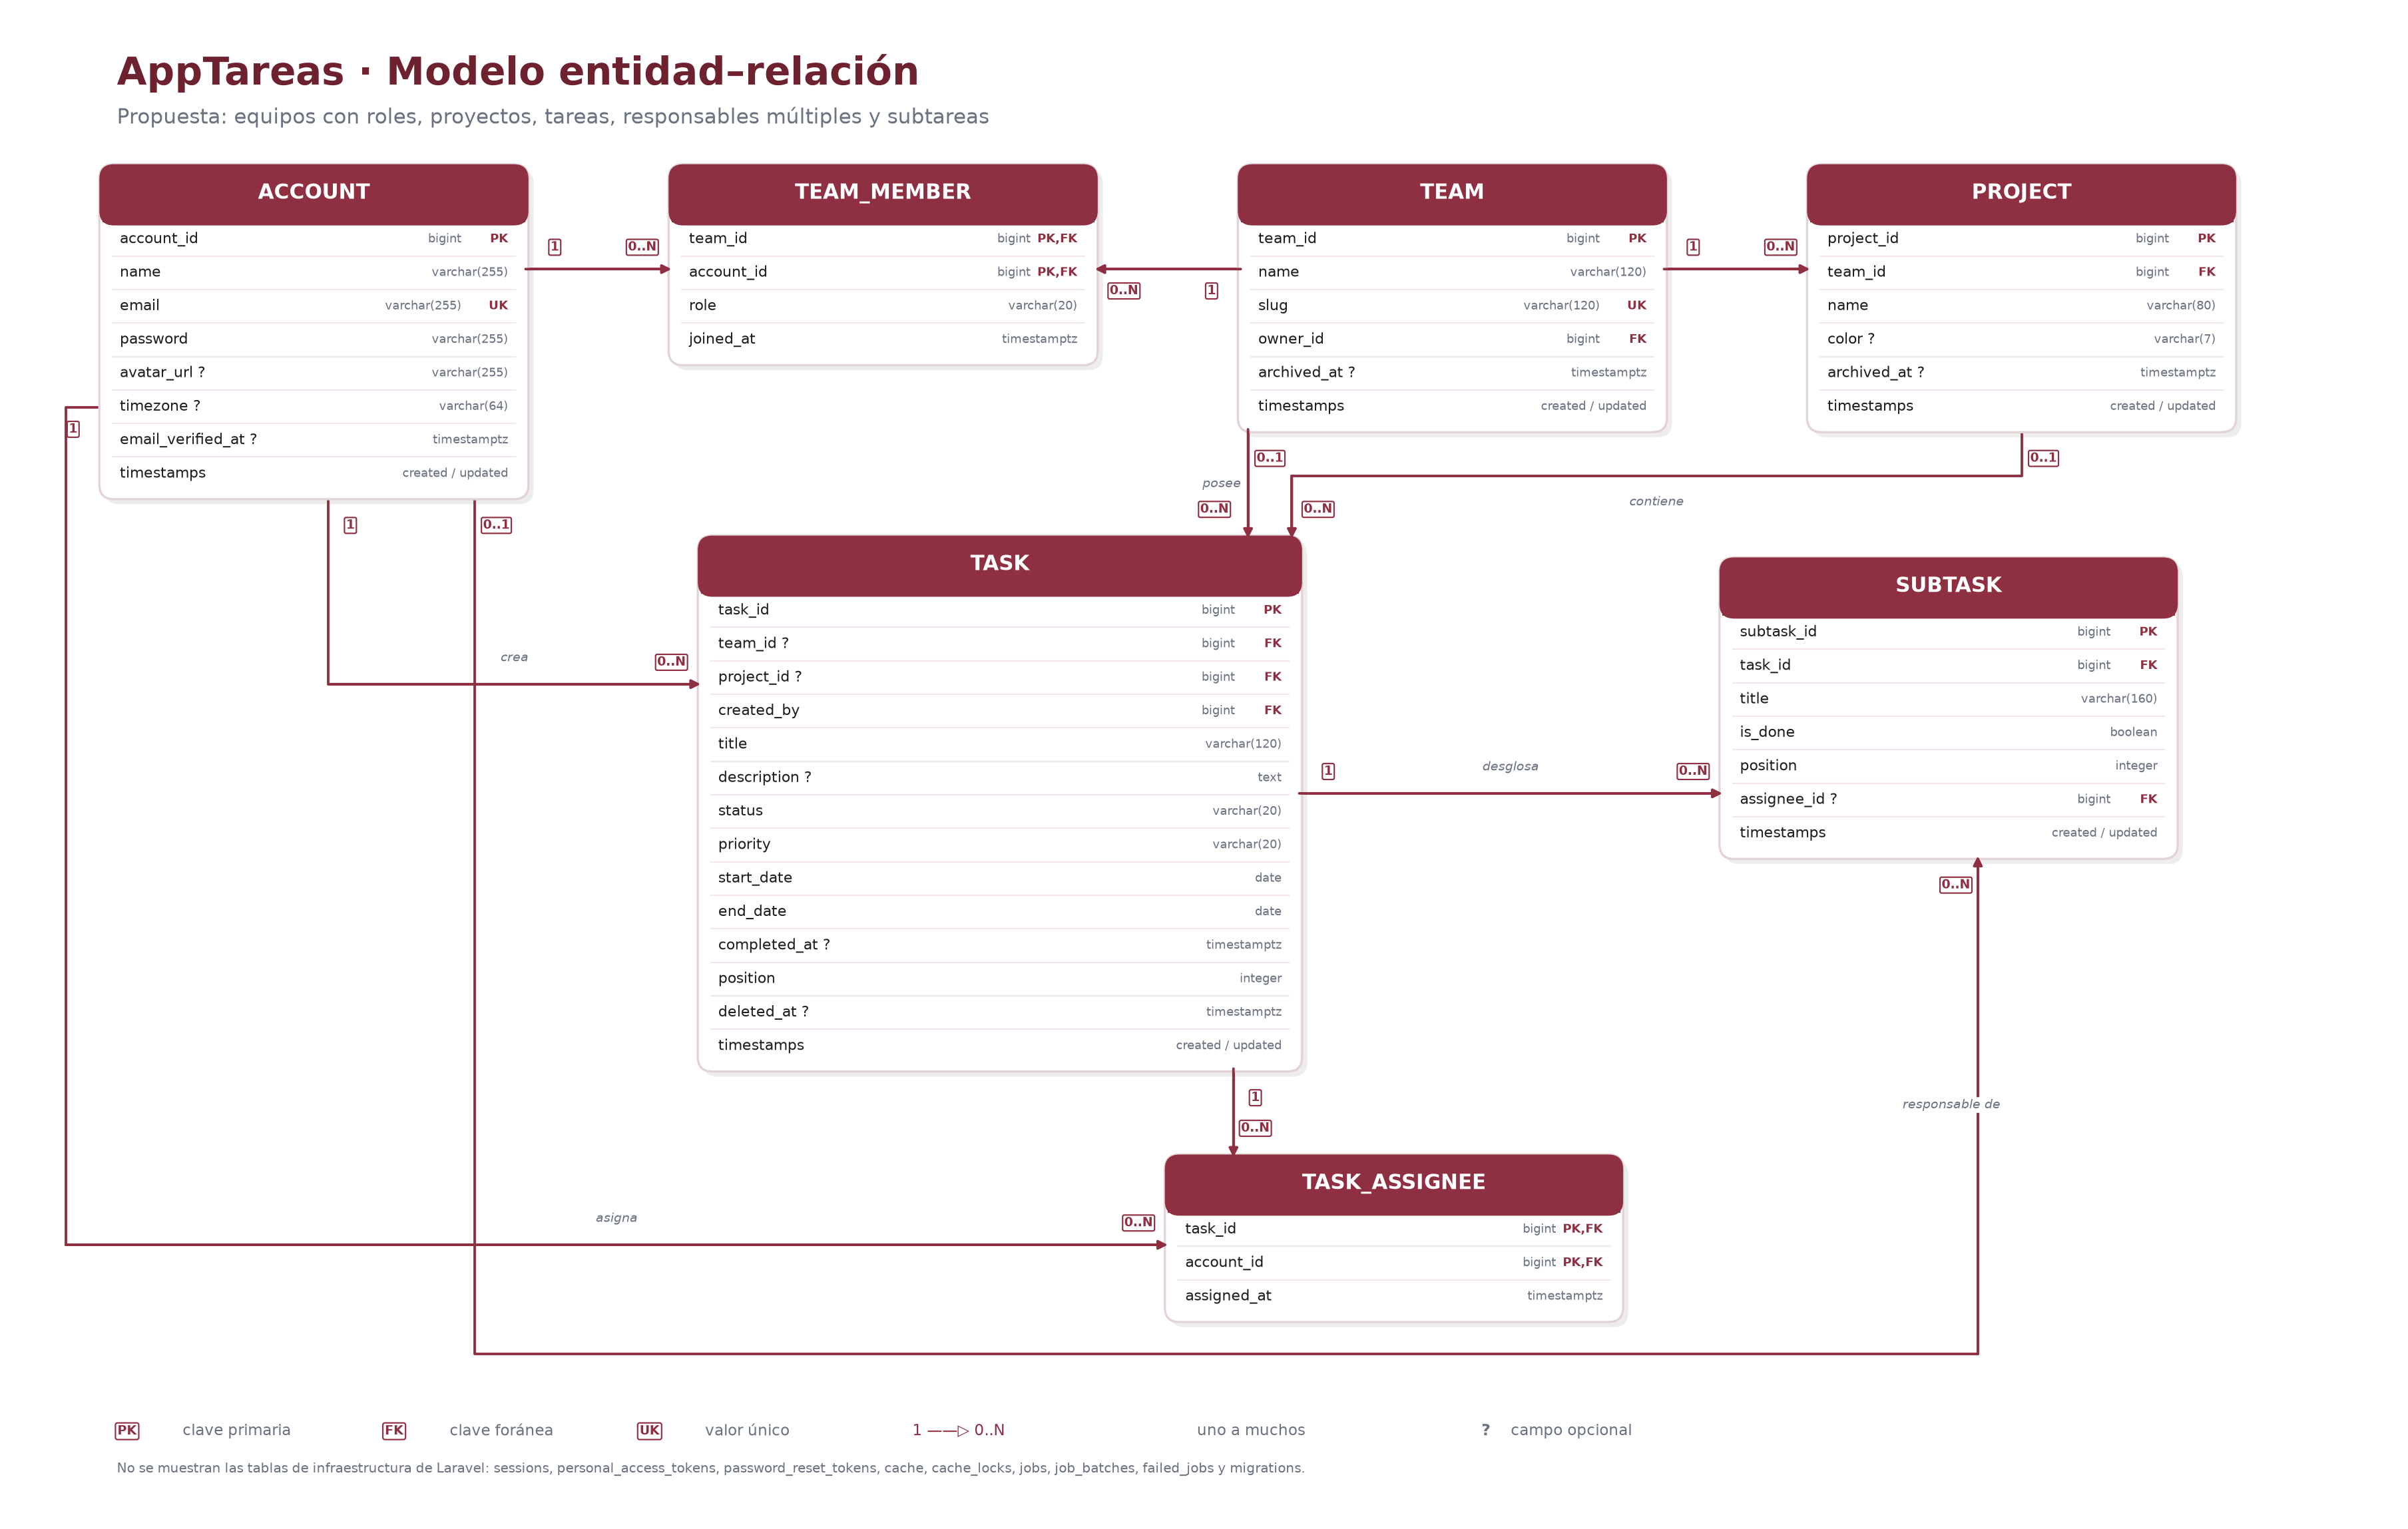 AppTareas · Modelo entidad–relación
Propuesta: equipos con roles, proyectos, tareas, responsables múltiples y subtareas
ACCOUNT
account_id bigint PK
name varchar(255)
email varchar(255) UK
password varchar(255)
avatar_url ? varchar(255)
timezone ? varchar(64)
email_verified_at ? timestamptz
timestamps created / updated
1 0..N
TEAM_MEMBER
team_id bigint PK,FK
account_id bigint PK,FK
role varchar(20)
joined_at timestamptz
0..N 1
TEAM
team_id bigint PK
name varchar(120)
slug varchar(120) UK
owner_id bigint FK
archived_at ? timestamptz
timestamps created / updated
1 0..N
PROJECT
project_id bigint PK
team_id bigint FK
name varchar(80)
color ? varchar(7)
archived_at ? timestamptz
timestamps created / updated
1
1
0..1
0..1
posee
0..N
0..1
contiene
0..N
crea
0..N
TASK
task_id bigint PK
team_id ? bigint FK
project_id ? bigint FK
created_by bigint FK
title varchar(120)
description ? text
status varchar(20)
priority varchar(20)
start_date date
end_date date
completed_at ? timestamptz
position integer
deleted_at ? timestamptz
timestamps created / updated
1 desglosa 0..N
SUBTASK
subtask_id bigint PK
task_id bigint FK
title varchar(160)
is_done boolean
position integer
assignee_id ? bigint FK
timestamps created / updated
0..N
responsable de
1
0..N
asigna
0..N
TASK_ASSIGNEE
task_id bigint PK,FK
account_id bigint PK,FK
assigned_at timestamptz
PK clave primaria FK clave foránea UK valor único 1 ——▷ 0..N uno a muchos ? campo opcional
No se muestran las tablas de infraestructura de Laravel: sessions, personal_access_tokens, password_reset_tokens, cache, cache_locks, jobs, job_batches, failed_jobs y migrations.